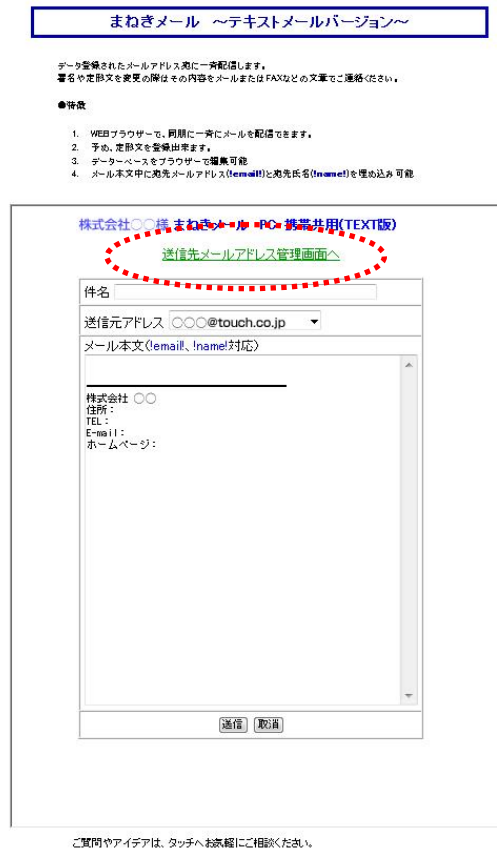 まねきメール ～テキストメールバージョン～
データ登録されたメールアドレス宛に一斉配信します。
署名や定形文を変更の際はその内容をメールまたはFAXなどの文章でご連絡ください。
●特徴
1. WEBブラウザーで、同期に一斉にメールを配信できます。
2. 予め、定形文を登録出来ます。
3. データーベースをブラウザーで編集可能
4. メール本文中に宛先メールアドレス(!email!)と宛先氏名(!name!)を埋め込み可能
株式会社〇〇様 まねきメール PC・携帯共用(TEXT版)
送信先メールアドレス管理画面へ
件名
送信元アドレス 〇〇〇@touch.co.jp
メール本文(!email!、!name!対応)
株式会社 〇〇
住所：
TEL：
E-mail：
ホームページ：
送信 取消
ご質問やアイデアは、タッチへお気軽にご相談ください。